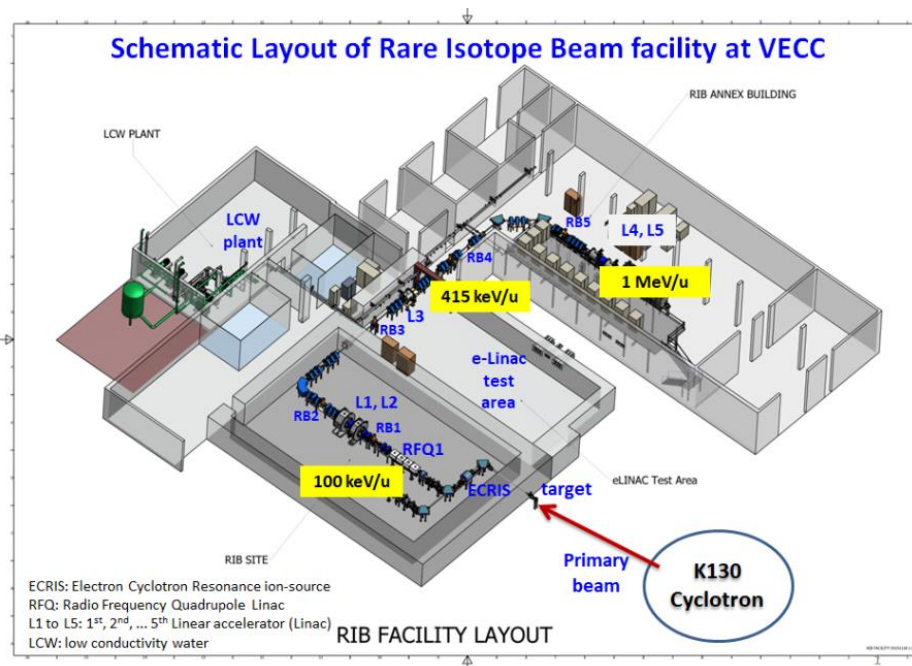 Schematic Layout of Rare Isotope Beam facility at VECC
RIB ANNEX BUILDING
LCW PLANT
LCW
plant
RB5
L4, L5
RB4
1 MeV/u
415 keV/u
L3
RB3
e-Linac
test
area
L1, L2
RB2
RB1
RFQ1
100 keV/u
ECRIS
target
eLINAC Test Area
RIB SITE
Primary
beam
K130
Cyclotron
ECRIS: Electron Cyclotron Resonance ion-source
RFQ: Radio Frequency Quadrupole Linac
L1 to L5: 1st, 2nd, ... 5th Linear accelerator (Linac)
LCW: low conductivity water
RIB FACILITY LAYOUT